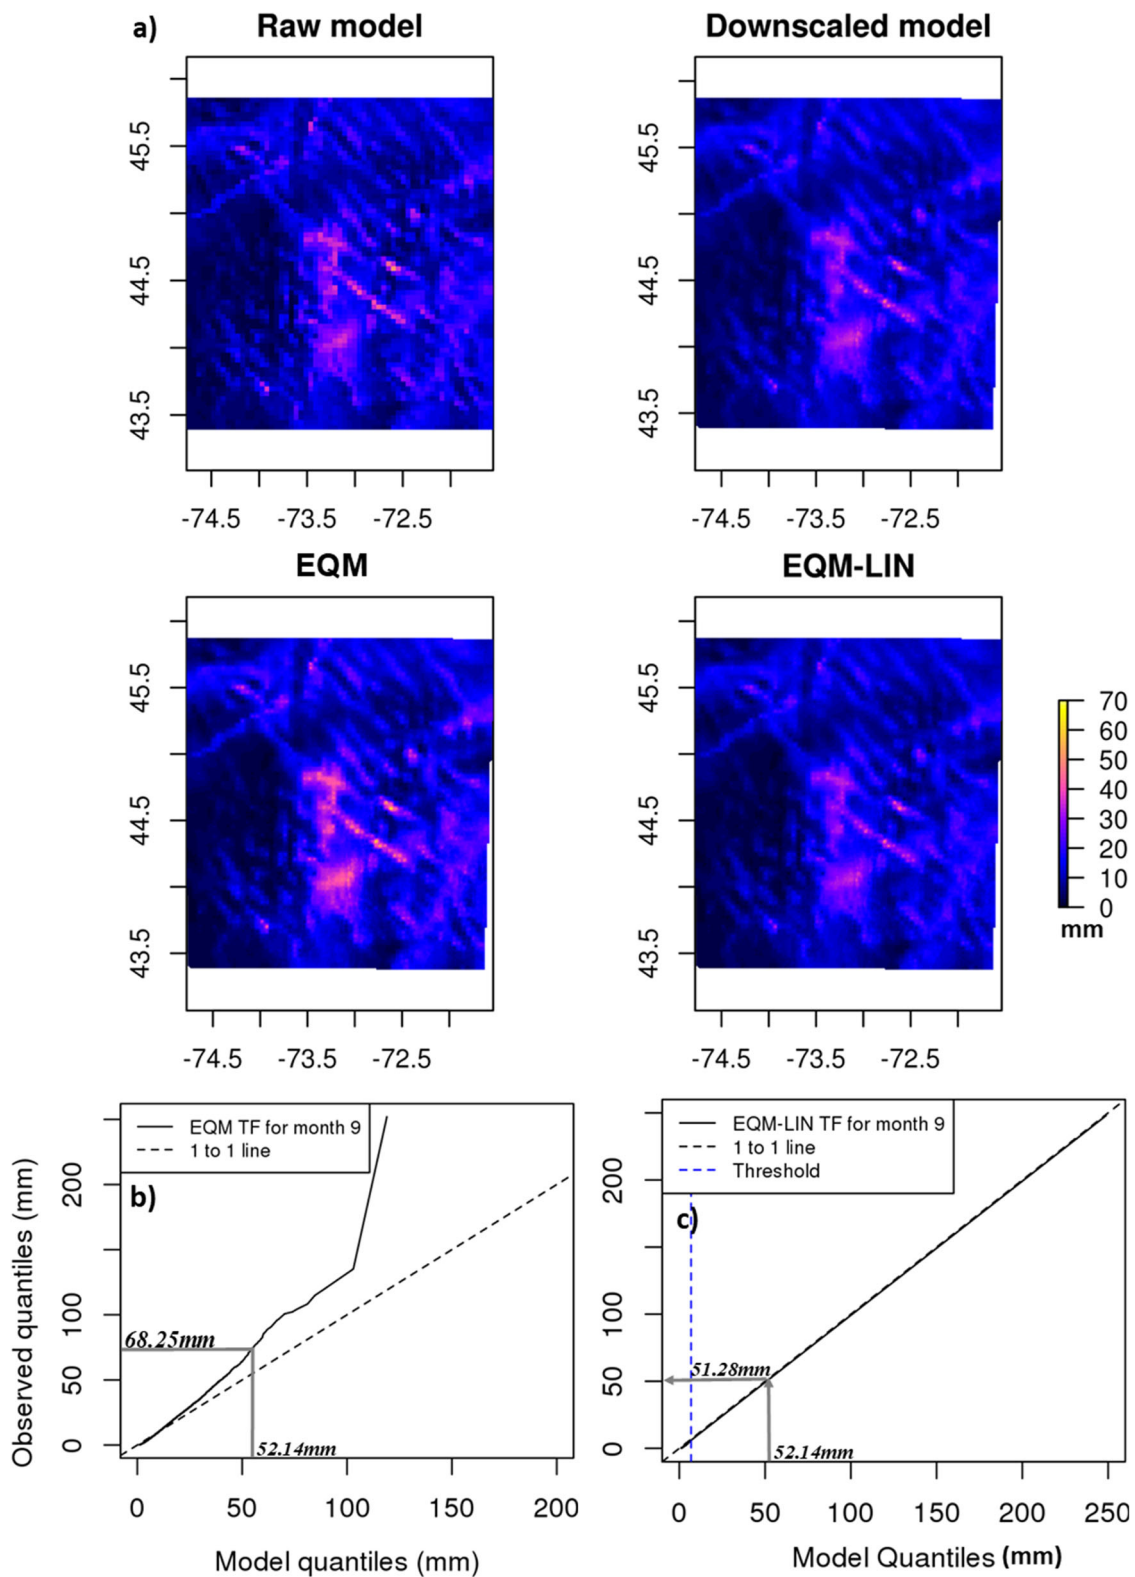 a) Raw model Downscaled model
45.5 45.5
44.5 44.5
43.5 43.5
-74.5 -73.5 -72.5 -74.5 -73.5 -72.5
EQM EQM-LIN
45.5 45.5
44.5 44.5
43.5 43.5
70
60
50
40
30
20
10
0
mm
-74.5 -73.5 -72.5 -74.5 -73.5 -72.5
b)
EQM TF for month 9
1 to 1 line
Observed quantiles (mm)
200
100
50
0
68.25mm
52.14mm
0 50 100 150 200
Model quantiles (mm)
c)
EQM-LIN TF for month 9
1 to 1 line
Threshold
200
100
50
0
51.28mm
52.14mm
0 50 100 150 200 250
Model Quantiles (mm)